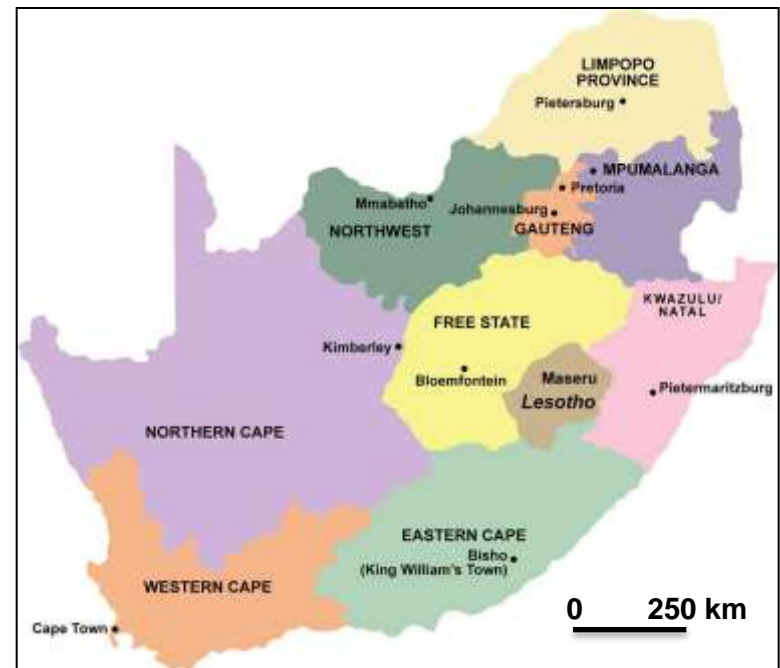 LIMPOPO
PROVINCE
Pietersburg
MPUMALANGA
Pretoria
Mmabatho
Johannesburg
NORTHWEST
GAUTENG
KWAZULU/
NATAL
FREE STATE
Kimberley
Bloemfontein
Maseru
Lesotho
Pietermaritzburg
NORTHERN CAPE
EASTERN CAPE
Bisho
(King William's Town)
WESTERN CAPE
Cape Town
0 250 km